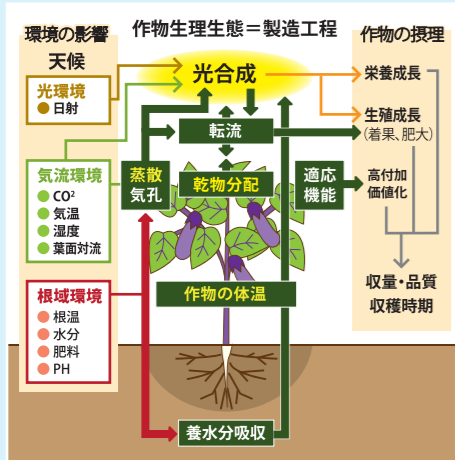 環境の影響
天候
作物生理生態＝製造工程
作物の摂理
光環境
日射
気流環境
CO²
気温
湿度
葉面対流
根域環境
根温
水分
肥料
PH
光合成
転流
蒸散
気孔
乾物分配
適応
機能
作物の体温
養水分吸収
栄養成長
生殖成長
(着果、肥大)
高付加
価値化
収量・品質
収穫時期